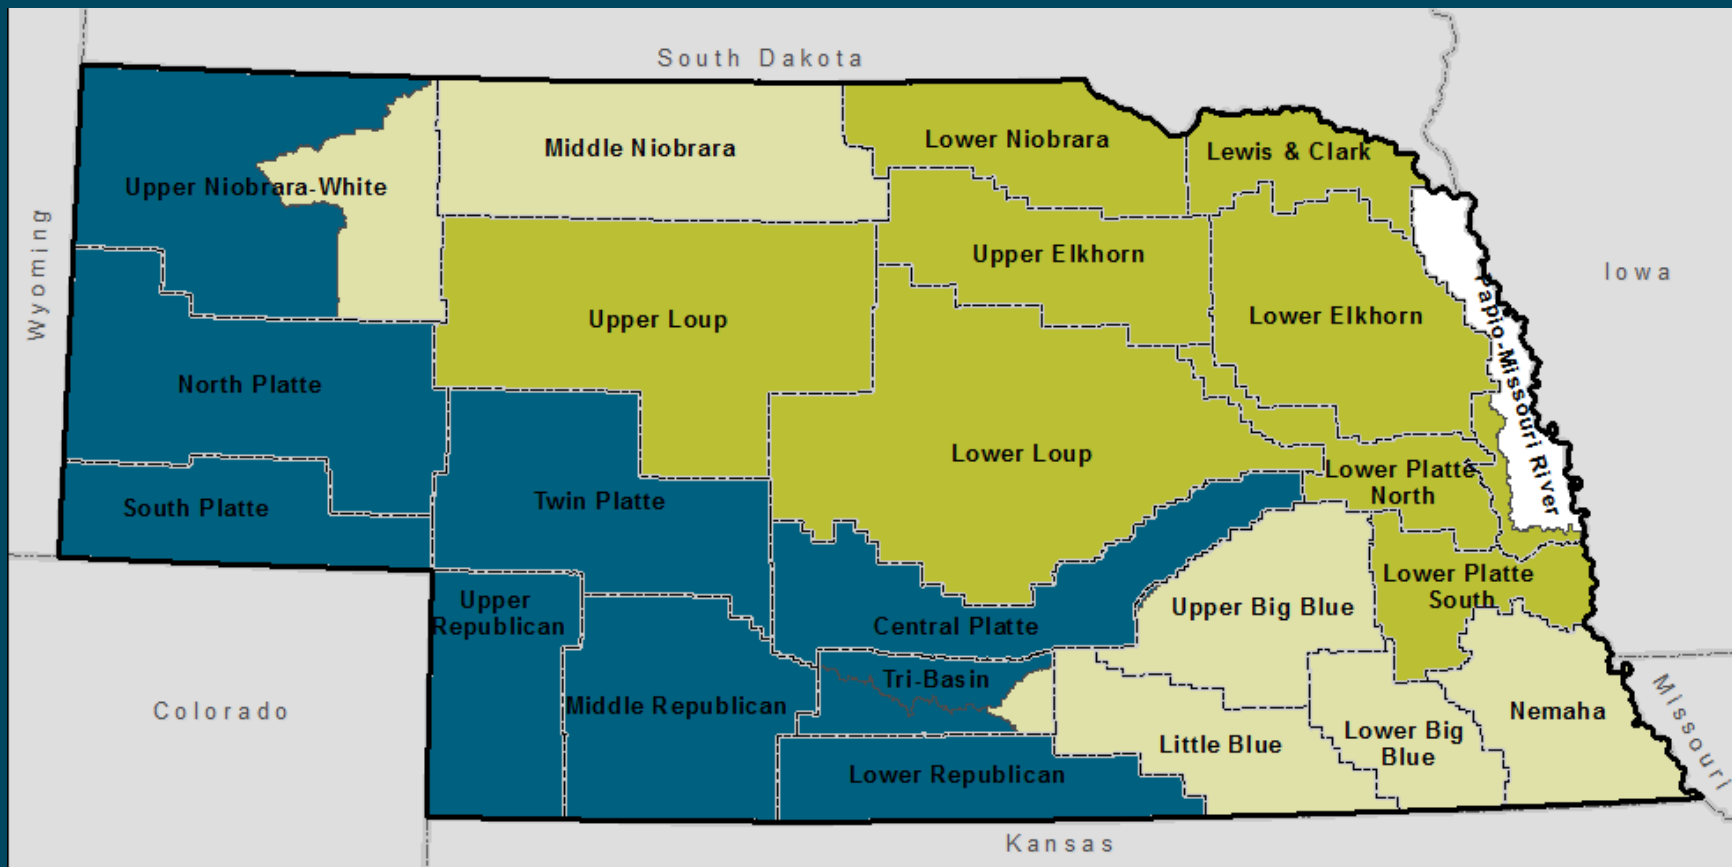 South Dakota
Middle Niobrara
Lower Niobrara
Lewis & Clark
Upper Niobrara-White
Wyoming
Upper Elkhorn
Iowa
Upper Loup
Lower Elkhorn
Papio-Missouri River
North Platte
Lower Loup
Lower Platte
North
South Platte
Twin Platte
Lower Platte
South
Upper
Republican
Upper Big Blue
Central Platte
Tri-Basin
Colorado
Middle Republican
Nemaha
Missouri
Lower Big
Blue
Little Blue
Lower Republican
Kansas